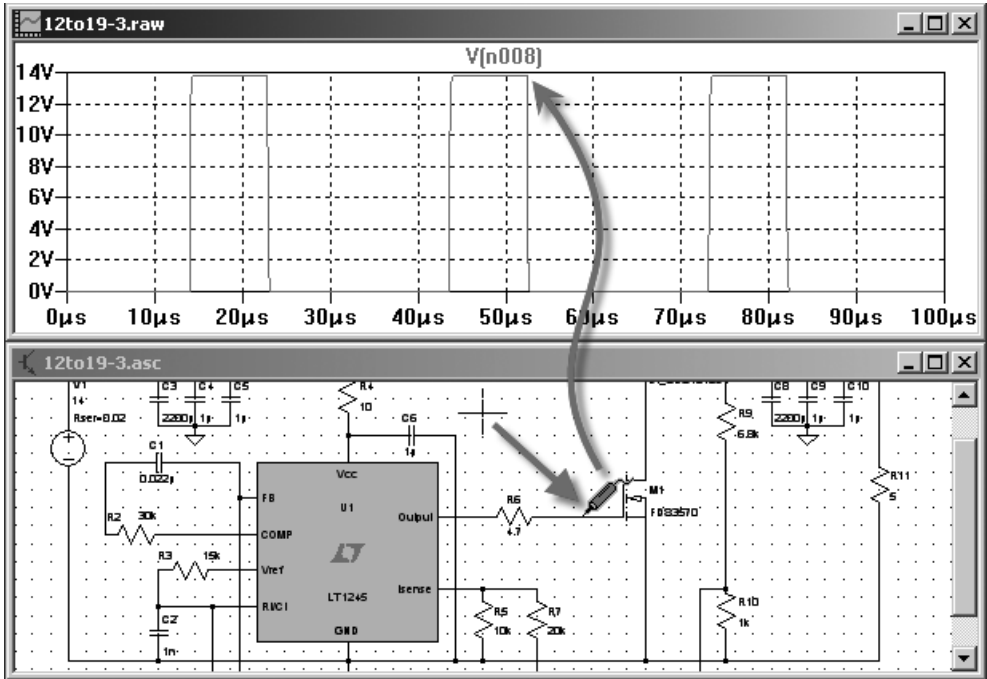 12to19-3.raw
V(n008)
14V
12V
10V
8V
6V
4V
2V
0V
0µs 10µs 20µs 30µs 40µs 50µs 60µs 70µs 80µs 90µs 100µs
12to19-3.asc
V1
14
Rser=0.02
C3 C4 C5
2200µ 1µ 1µ
R4
10
C6
1µ
C8 C9 C10
2200µ 1µ 1µ
R9
6.8k
R11
5
C1
0.022µ
R2 30k
R3 15k
C2
1n
Vcc
U1
FB
COMP
Vref
Rt/Ct
GND
LT1245
Output
Isense
R6
4.7
M1
R5
10k
R7
20k
R10
1k